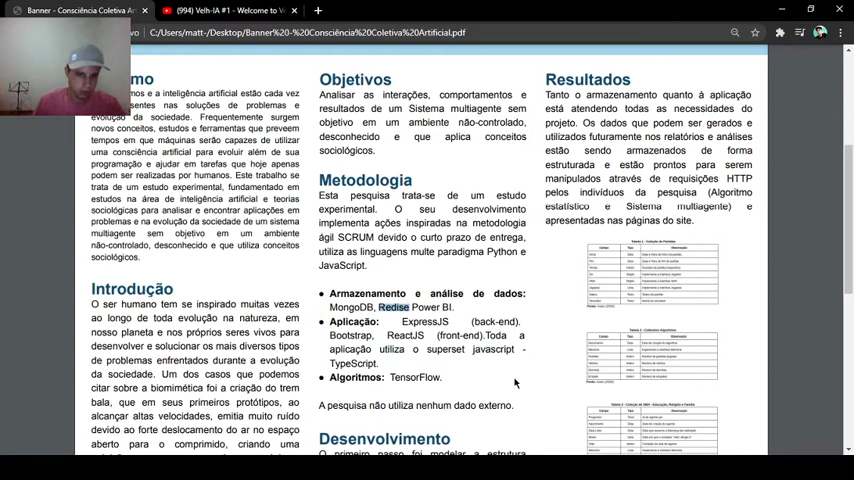 Banner - Consciência Coletiva Ar
(994) Velh-IA #1 - Welcome to V
C:/Users/matt-/Desktop/Banner%20-%20Consciência%20Coletiva%20Artificial.pdf
Objetivos
Analisar as interações, comportamentos e
resultados de um Sistema multiagente sem
objetivo em um ambiente não-controlado,
desconhecido e que aplica conceitos
sociológicos.
Metodologia
Esta pesquisa trata-se de um estudo
experimental. O seu desenvolvimento
implementa ações inspiradas na metodologia
ágil SCRUM devido o curto prazo de entrega,
utiliza as linguagens multe paradigma Python e
JavaScript.
● Armazenamento e análise de dados:
MongoDB, Redise Power BI.
● Aplicação: ExpressJS (back-end).
Bootstrap, ReactJS (front-end).Toda a
aplicação utiliza o superset javascript -
TypeScript.
● Algoritmos: TensorFlow.
A pesquisa não utiliza nenhum dado externo.
Desenvolvimento
O primeiro passo foi modelar a estrutura
Resultados
Tanto o armazenamento quanto à aplicação
está atendendo todas as necessidades do
projeto. Os dados que podem ser gerados e
utilizados futuramente nos relatórios e análises
estão sendo armazenados de forma
estruturada e estão prontos para serem
manipulados através de requisições HTTP
pelos indivíduos da pesquisa (Algoritmo
estatístico e Sistema multiagente) e
apresentadas nas páginas do site.
evolução da sociedade. Frequentemente surgem
novos conceitos, estudos e ferramentas que preveem
tempos em que máquinas serão capazes de utilizar
uma consciência artificial para evoluir além de sua
programação e ajudar em tarefas que hoje apenas
podem ser realizadas por humanos. Este trabalho se
trata de um estudo experimental, fundamentado em
estudos na área de inteligência artificial e teorias
sociológicas para analisar e encontrar aplicações em
problemas e na evolução da sociedade de um sistema
multiagente sem objetivo em um ambiente
não-controlado, desconhecido e que utiliza conceitos
sociológicos.
Introdução
O ser humano tem se inspirado muitas vezes
ao longo de toda evolução na natureza, em
nosso planeta e nos próprios seres vivos para
desenvolver e solucionar os mais diversos tipos
de problemas enfrentados durante a evolução
da sociedade. Um dos casos que podemos
citar sobre a biomimética foi a criação do trem
bala, que em seus primeiros protótipos, ao
alcançar altas velocidades, emitia muito ruído
devido ao forte deslocamento do ar no espaço
aberto para o comprimido, criando uma